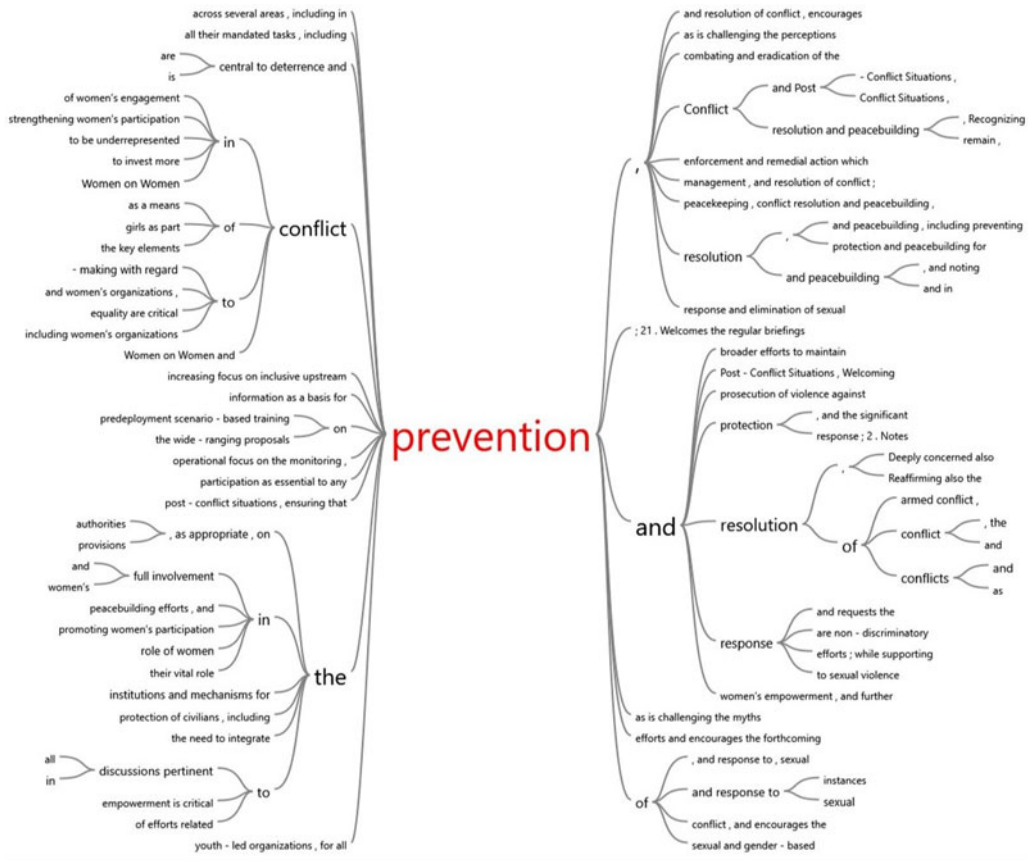 across several areas , including in
all their mandated tasks , including
are
is
central to deterrence and
of women's engagement
strengthening women's participation
to be underrepresented
to invest more
Women on Women
in
as a means
girls as part
the key elements
of
conflict
- making with regard
and women's organizations ,
equality are critical
including women's organizations
to
Women on Women and
increasing focus on inclusive upstream
information as a basis for
predeployment scenario - based training
the wide - ranging proposals
on
operational focus on the monitoring ,
participation as essential to any
post - conflict situations , ensuring that
authorities
provisions
, as appropriate , on
and
women's
full involvement
peacebuilding efforts , and
promoting women's participation
role of women
their vital role
in
institutions and mechanisms for
protection of civilians , including
the need to integrate
the
all
in
discussions pertinent
empowerment is critical
of efforts related
to
youth - led organizations , for all
prevention
,
and resolution of conflict , encourages
as is challenging the perceptions
combating and eradication of the
Conflict
and Post
- Conflict Situations ,
Conflict Situations ,
resolution and peacebuilding
, Recognizing
remain ,
enforcement and remedial action which
management , and resolution of conflict ;
peacekeeping , conflict resolution and peacebuilding ,
resolution
,
and peacebuilding , including preventing
protection and peacebuilding for
and peacebuilding
, and noting
and in
response and elimination of sexual
; 21 . Welcomes the regular briefings
and
broader efforts to maintain
Post - Conflict Situations , Welcoming
prosecution of violence against
protection
, and the significant
response ; 2 . Notes
resolution
,
Deeply concerned also
Reaffirming also the
of
armed conflict ,
conflict
, the
and
conflicts
and
as
response
and requests the
are non - discriminatory
efforts ; while supporting
to sexual violence
women's empowerment , and further
as is challenging the myths
efforts and encourages the forthcoming
of
, and response to , sexual
and response to
instances
sexual
conflict , and encourages the
sexual and gender - based